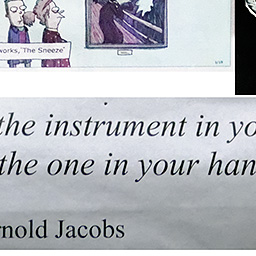 works, 'The Sneeze'
the instrument in yo
the one in your han
rnold Jacobs